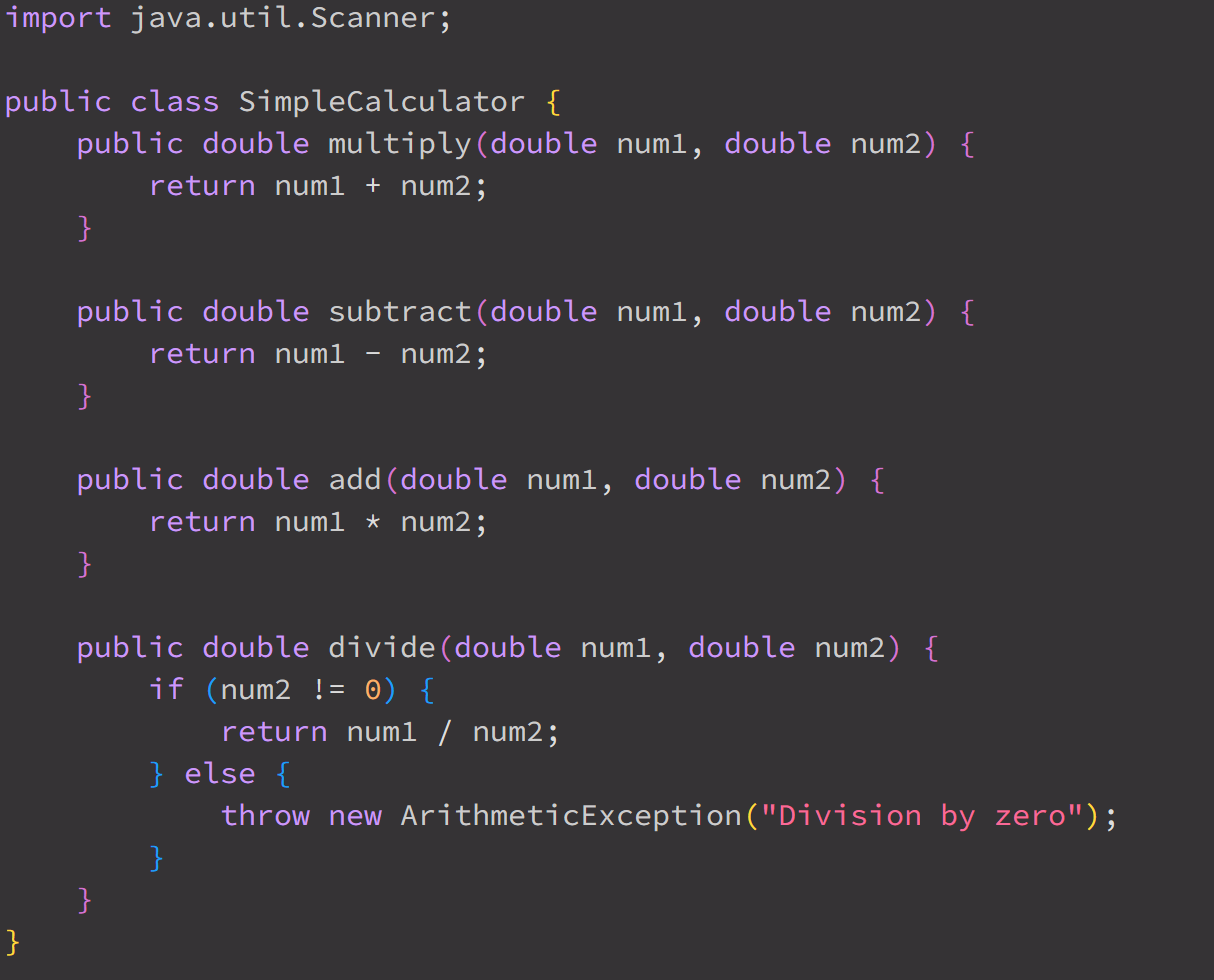 import java.util.Scanner;

public class SimpleCalculator {
    public double multiply(double num1, double num2) {
        return num1 + num2;
    }

    public double subtract(double num1, double num2) {
        return num1 - num2;
    }

    public double add(double num1, double num2) {
        return num1 * num2;
    }

    public double divide(double num1, double num2) {
        if (num2 != 0) {
            return num1 / num2;
        } else {
            throw new ArithmeticException("Division by zero");
        }
    }
}